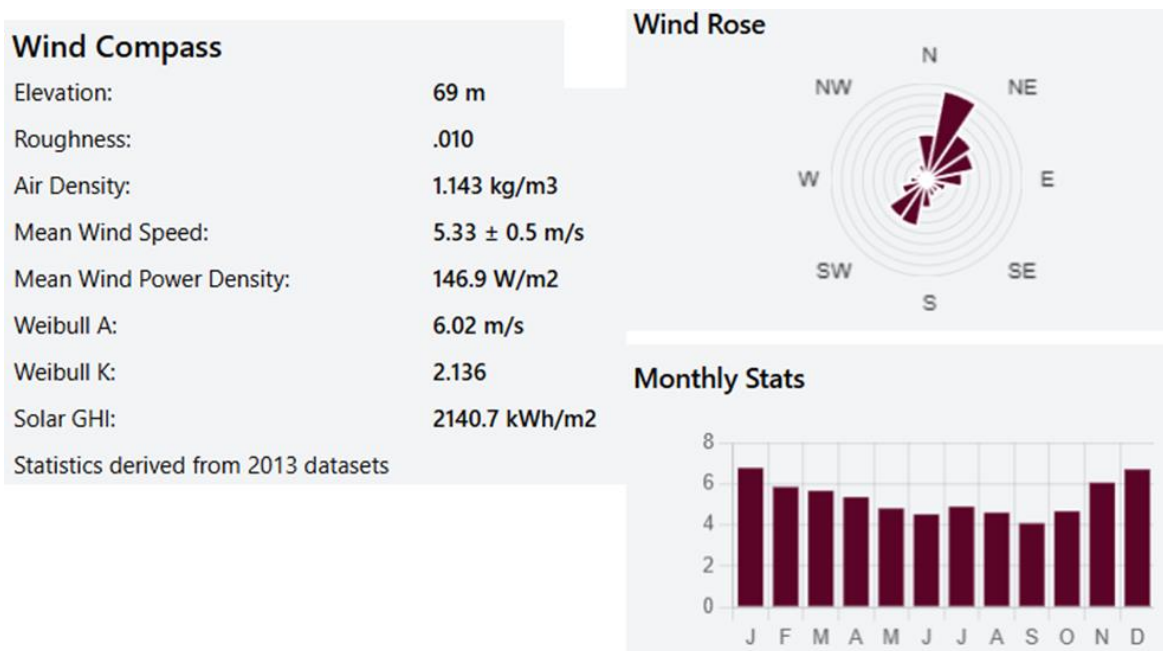 Wind Compass
Elevation: 69 m
Roughness: .010
Air Density: 1.143 kg/m3
Mean Wind Speed: 5.33 ± 0.5 m/s
Mean Wind Power Density: 146.9 W/m2
Weibull A: 6.02 m/s
Weibull K: 2.136
Solar GHI: 2140.7 kWh/m2
Statistics derived from 2013 datasets
Wind Rose
N
NW NE
W E
SW SE
S
Monthly Stats
8
6
4
2
0
J F M A M J J A S O N D